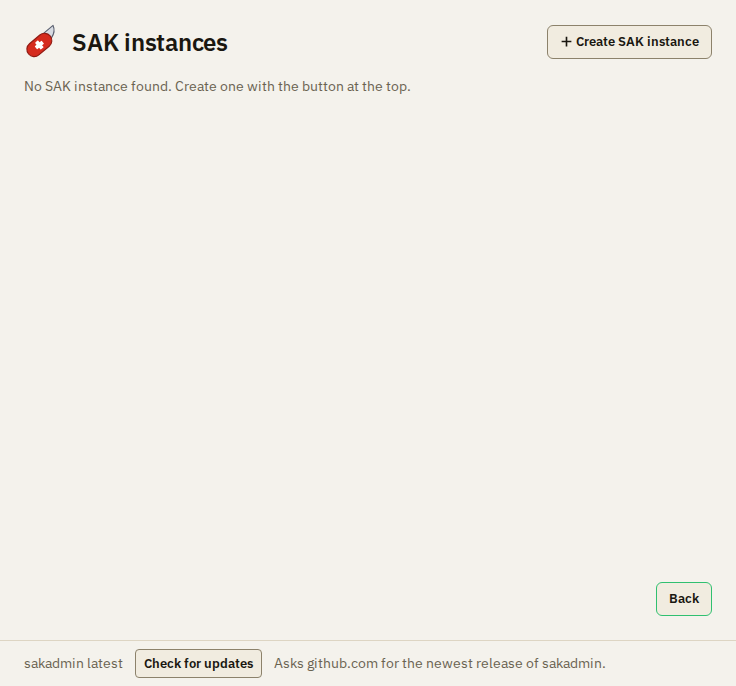 SAK instances
+ Create SAK instance
No SAK instance found. Create one with the button at the top.
Back
sakadmin latest
Check for updates
Asks github.com for the newest release of sakadmin.